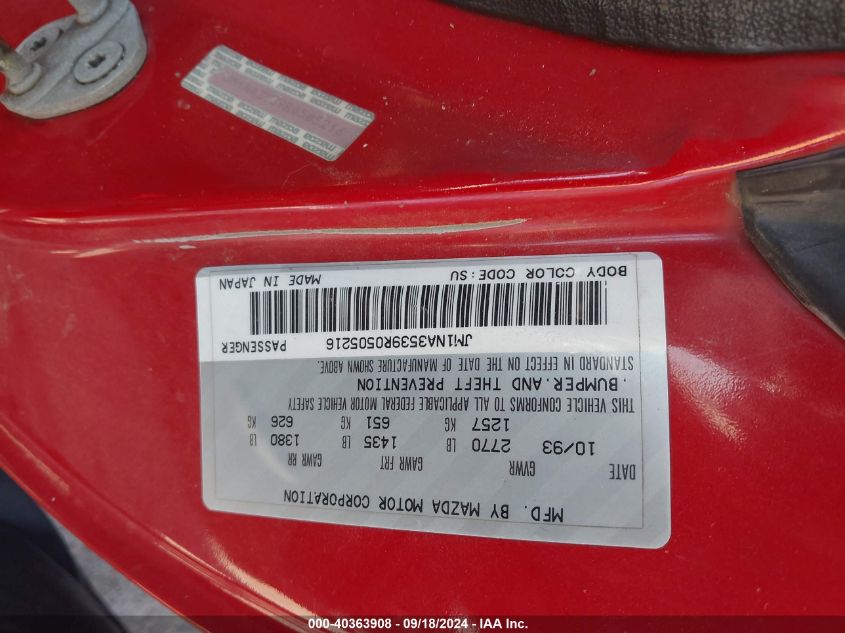 MFD. BY MAZDA MOTOR CORPORATION
DATE GVWR GAWR FRT GAWR RR
10/93 2770 LB 1435 LB 1380 LB
1257 KG 651 KG 626 KG
THIS VEHICLE CONFORMS TO ALL APPLICABLE FEDERAL MOTOR VEHICLE SAFETY
.BUMPER.AND THEFT PREVENTION
STANDARD IN EFFECT ON THE DATE OF MANUFACTURE SHOWN ABOVE.
JM1NA3539R0505216 PASSENGER
BODY COLOR CODE:SU MADE IN JAPAN
000-40363908 - 09/18/2024 - IAA Inc.